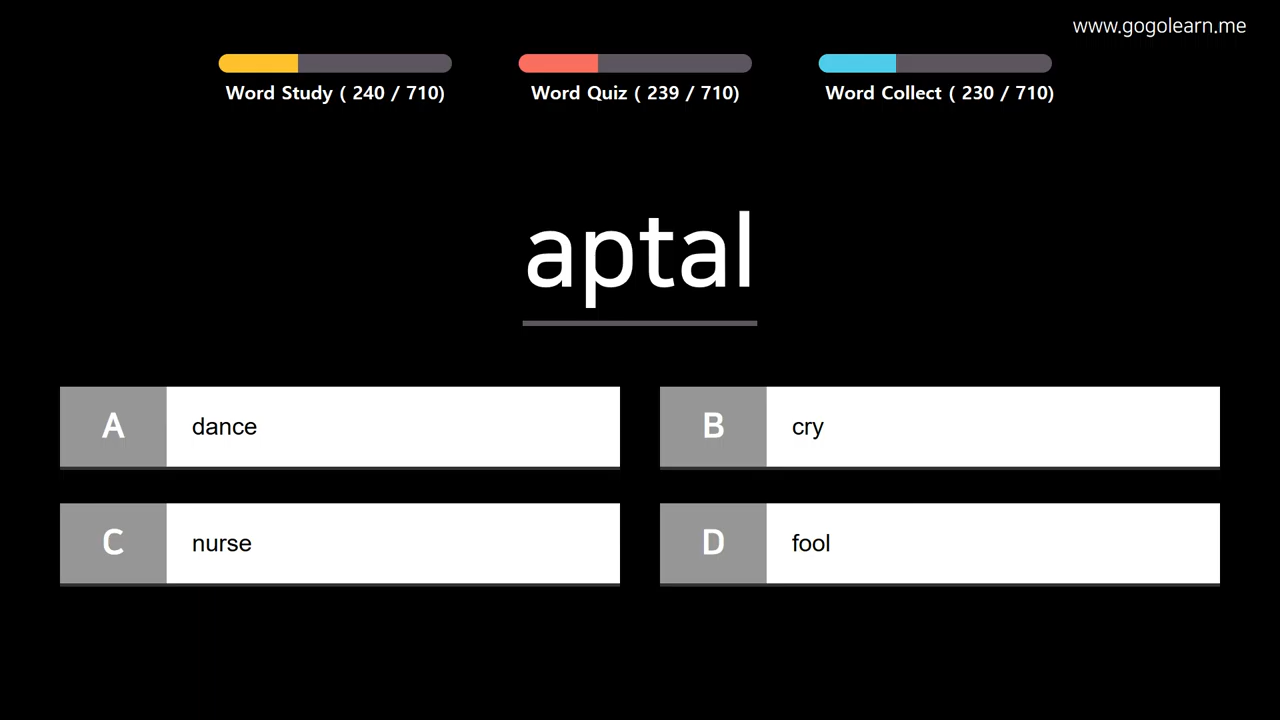 www.gogolearn.me
Word Study ( 240 / 710)
Word Quiz ( 239 / 710)
Word Collect ( 230 / 710)
aptal
A dance
B cry
C nurse
D fool